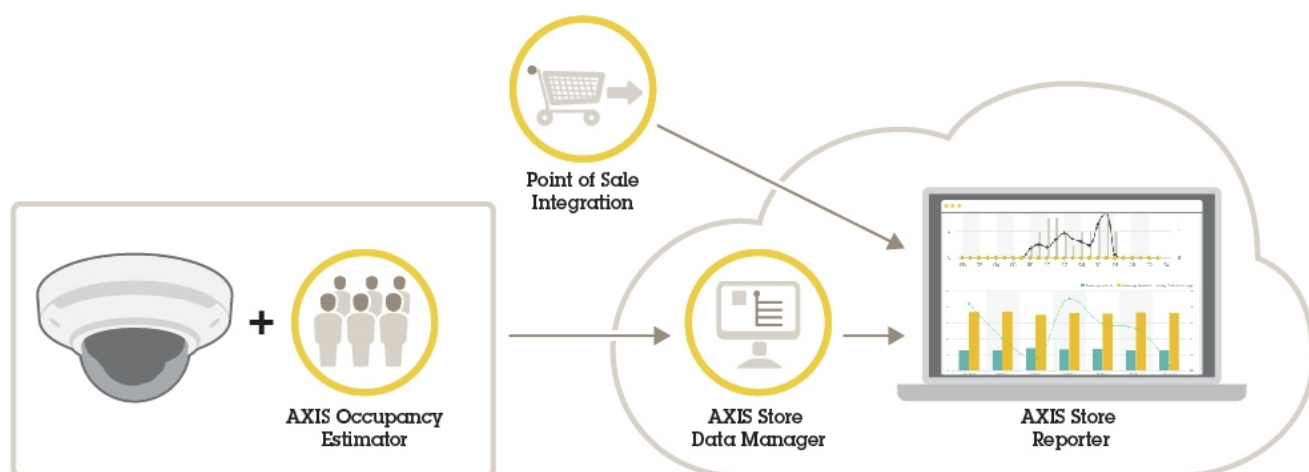 Point of Sale
Integration
+
AXIS Occupancy
Estimator
AXIS Store
Data Manager
AXIS Store
Reporter